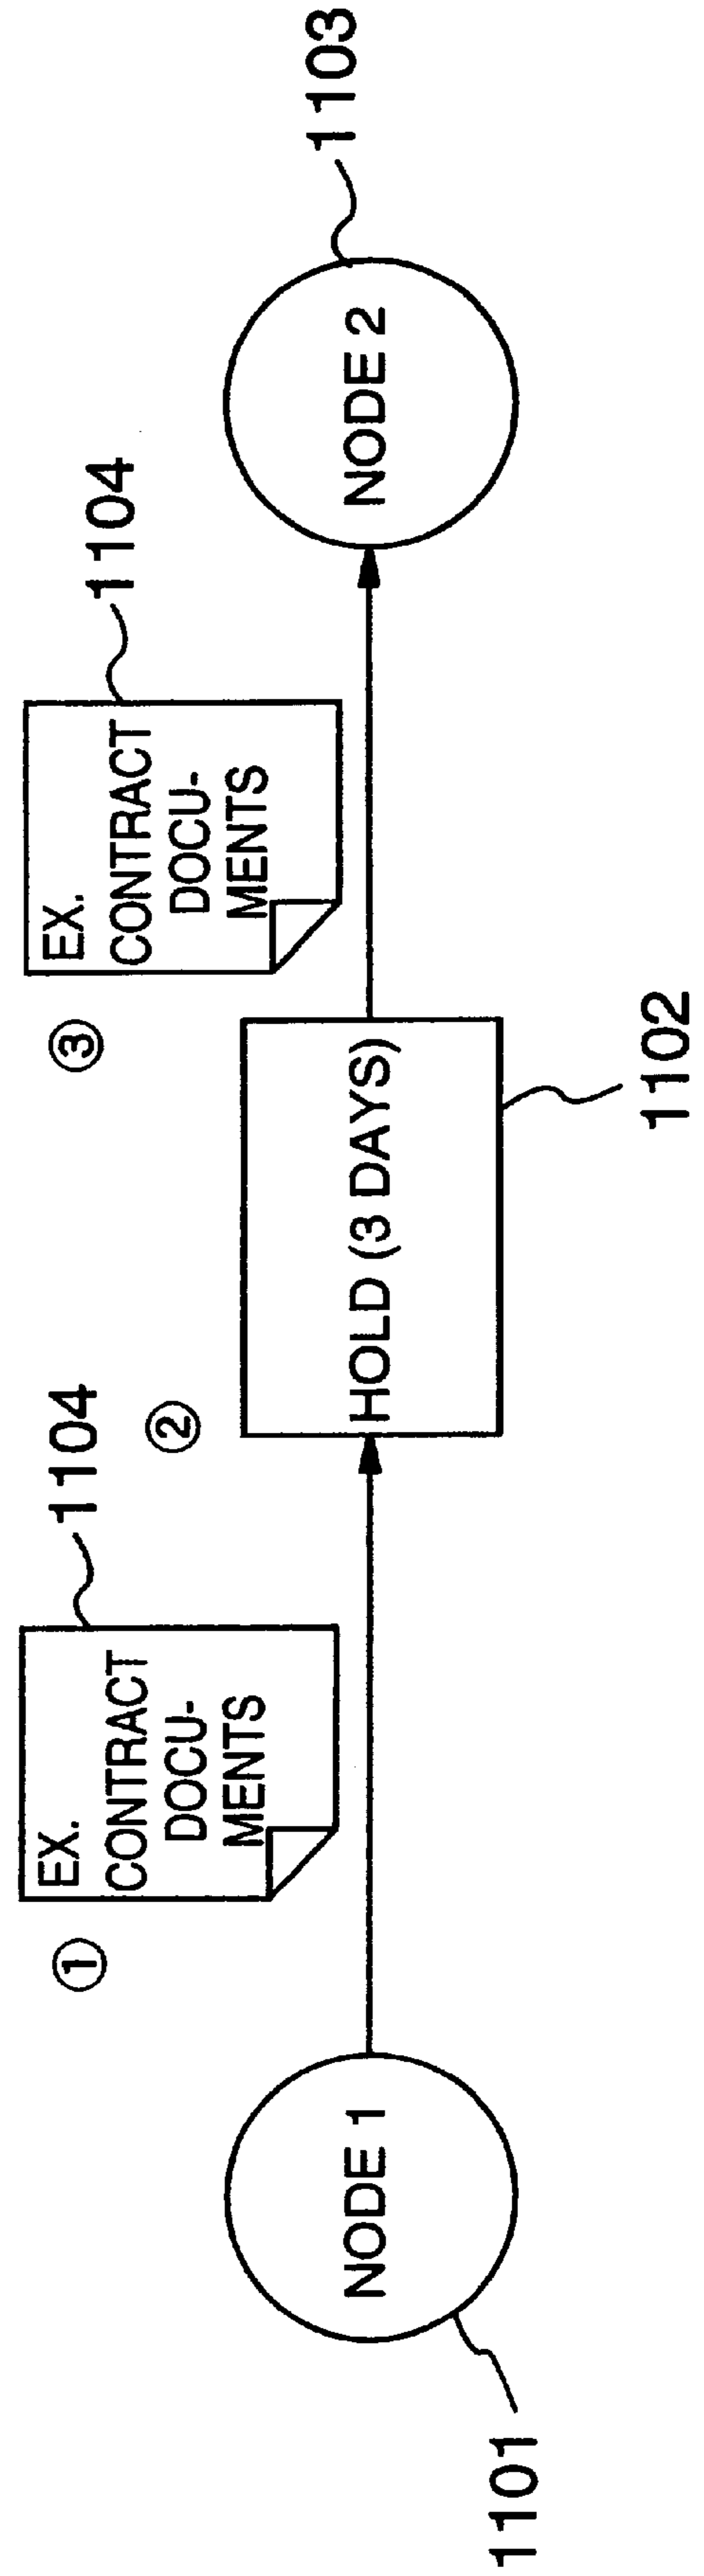 ①
EX.
CONTRACT
DOCU-
MENTS
1104
②
③
EX.
CONTRACT
DOCU-
MENTS
1104
NODE 1
HOLD (3 DAYS)
NODE 2
1101
1102
1103